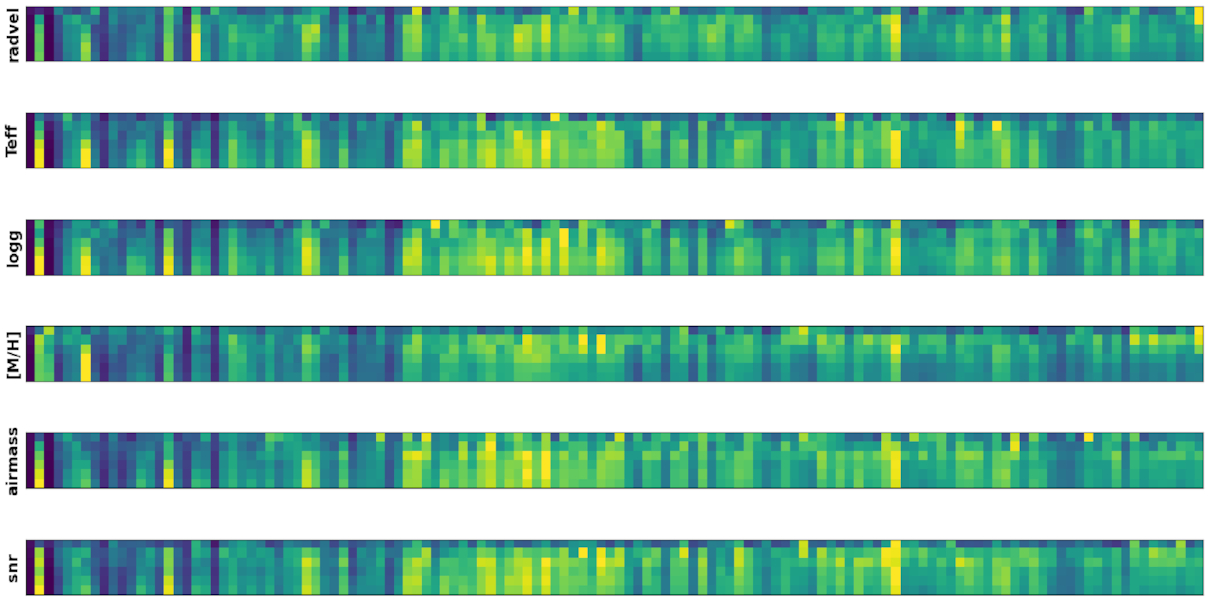 radvel
Teff
logg
[M/H]
airmass
snr